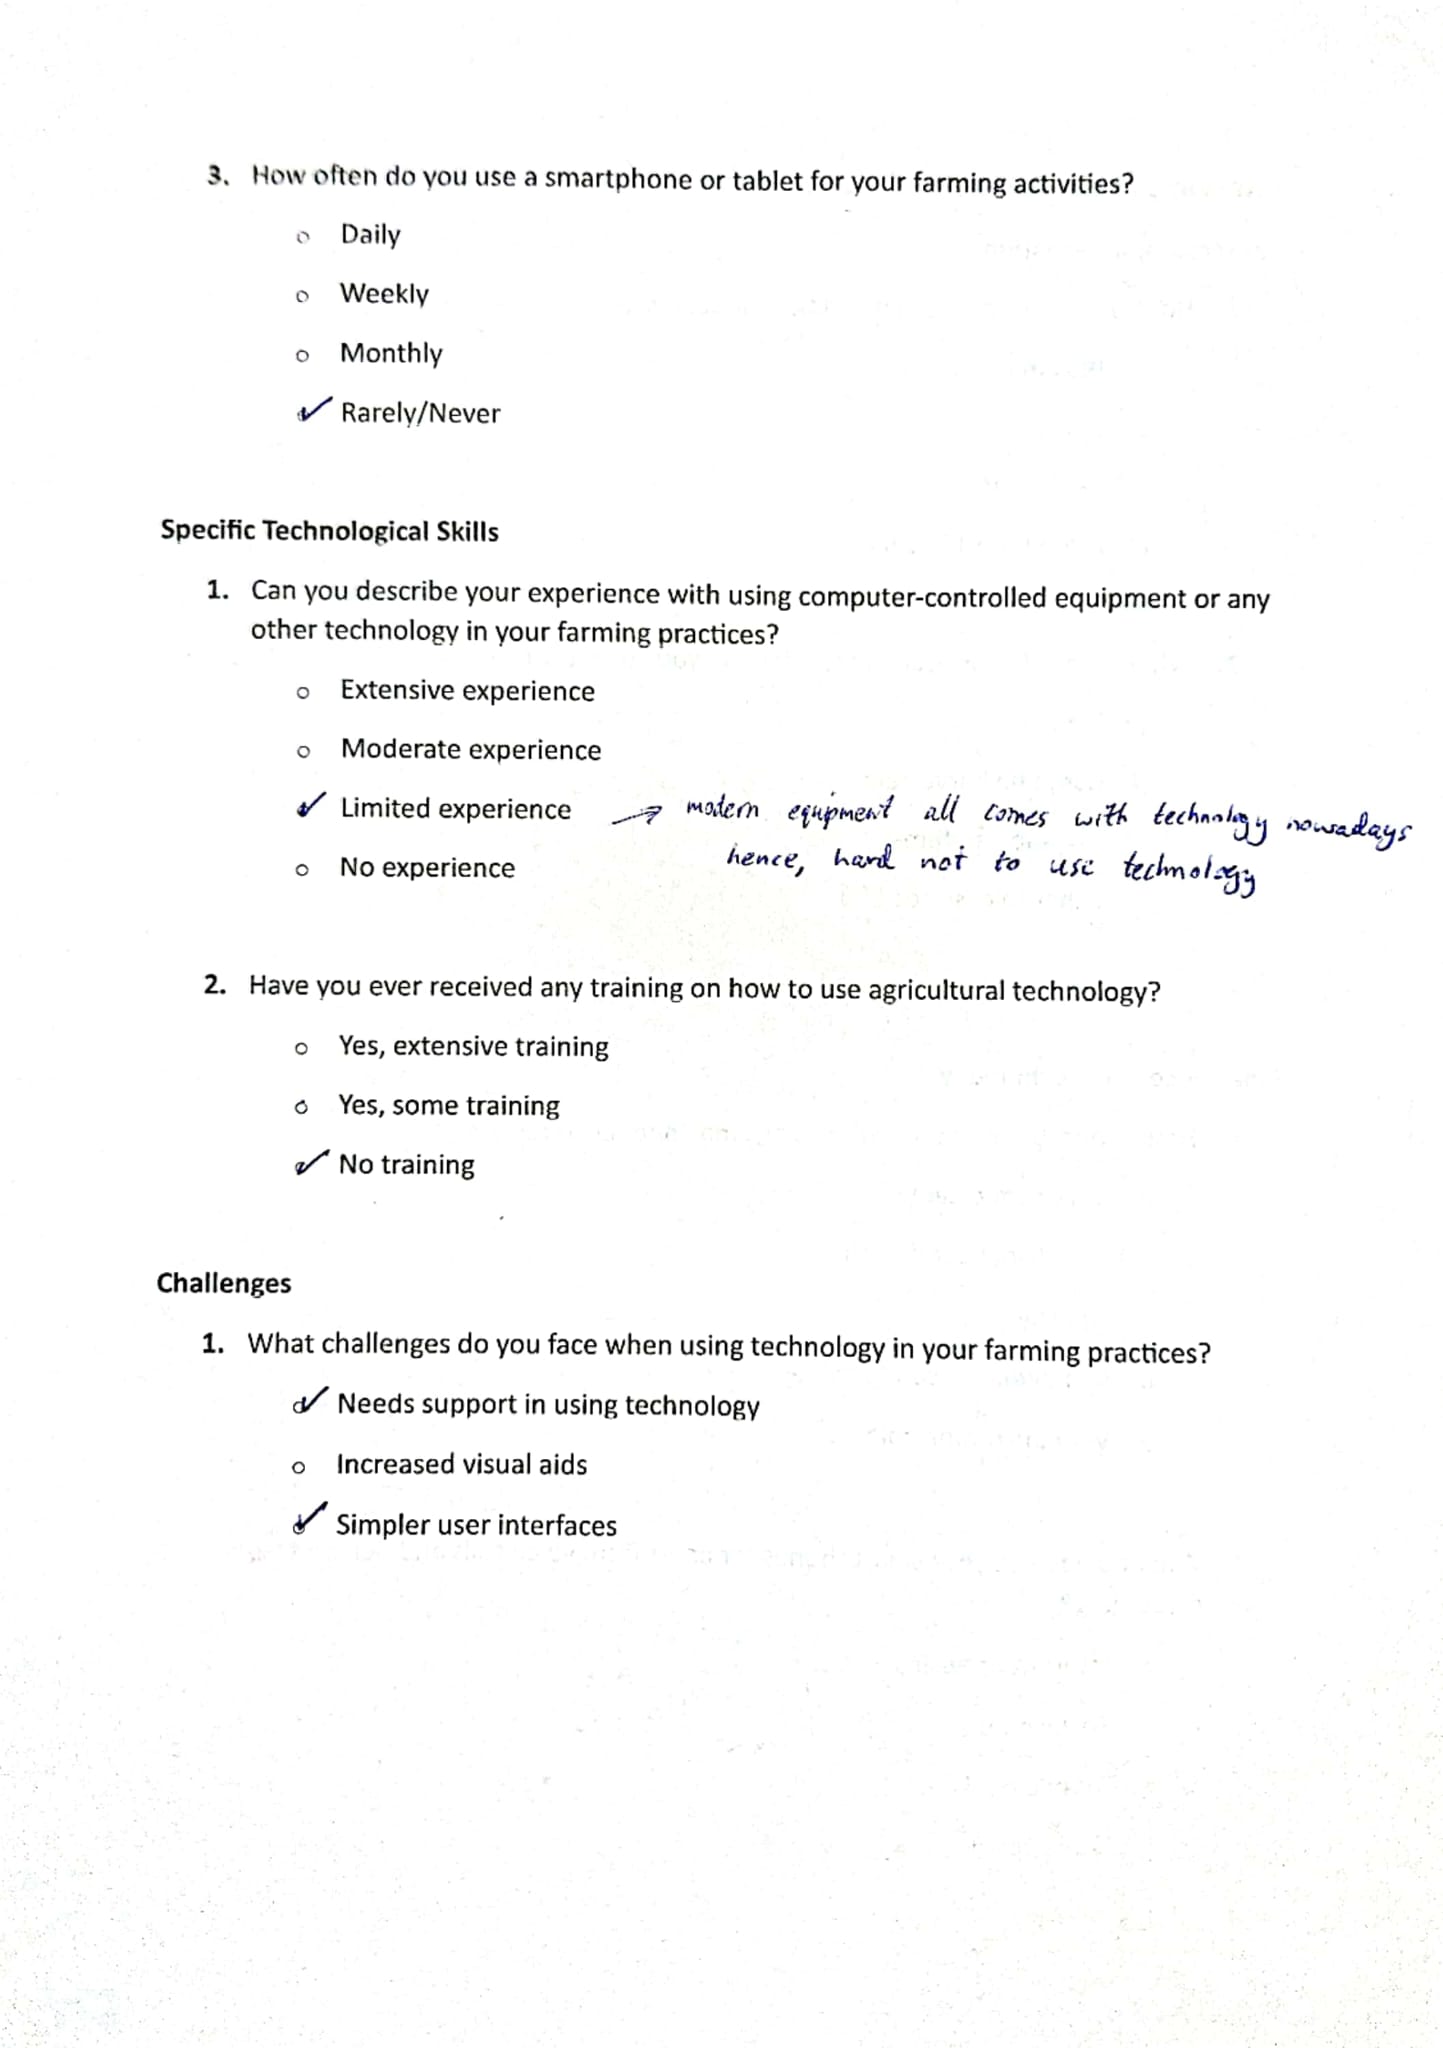 3. How often do you use a smartphone or tablet for your farming activities?
o Daily
o Weekly
o Monthly
✓ Rarely/Never
Specific Technological Skills
1. Can you describe your experience with using computer-controlled equipment or any
other technology in your farming practices?
o Extensive experience
o Moderate experience
✓ Limited experience → modern equipment all comes with technology nowadays
hence, hard not to use technology
o No experience
2. Have you ever received any training on how to use agricultural technology?
o Yes, extensive training
o Yes, some training
✓ No training
Challenges
1. What challenges do you face when using technology in your farming practices?
✓ Needs support in using technology
o Increased visual aids
✓ Simpler user interfaces